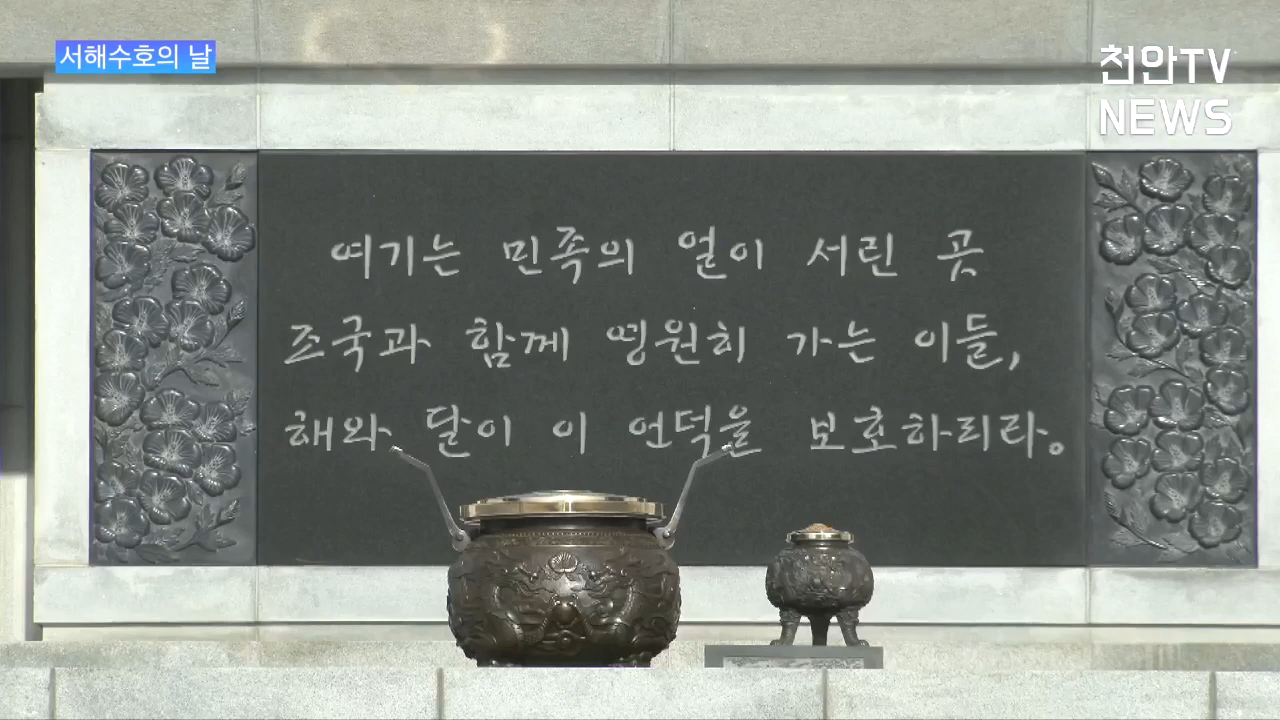 서해수호의 날
천안TV
NEWS
여기는 민족의 얼이 서린 곳
조국과 함께 영원히 가는 이들,
해와 달이 이 언덕을 보호하리라。